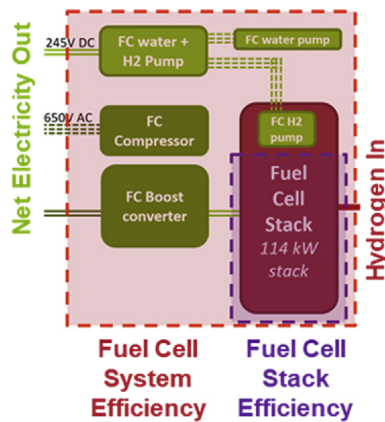 Net Electricity Out
245V DC
FC water +
H2 Pump
FC water pump
650V AC
FC
Compressor
FC H2
pump
FC Boost
converter
Fuel
Cell
Stack
114 kW
stack
Hydrogen In
Fuel Cell
System
Efficiency
Fuel Cell
Stack
Efficiency